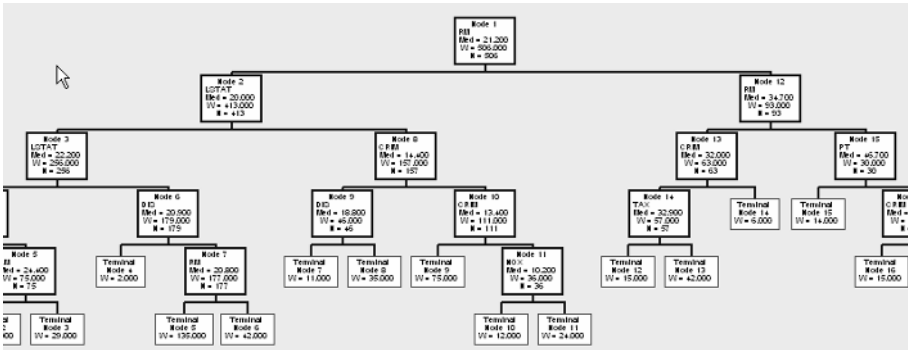 Node 1
RM
Med = 21.200
W = 506.000
N = 506
Node 2
LSTAT
Med = 20.000
W = 413.000
N = 413
Node 12
RM
Med = 34.700
W = 93.000
N = 93
Node 3
LSTAT
Med = 22.200
W = 256.000
N = 256
Node 8
CRIM
Med = 14.400
W = 157.000
N = 157
Node 13
CRIM
Med = 32.000
W = 63.000
N = 63
Node 15
PT
Med = 46.700
W = 30.000
N = 30
Node 6
DIS
Med = 20.900
W = 179.000
N = 179
Node 9
DIS
Med = 18.800
W = 46.000
N = 46
Node 10
CRIM
Med = 13.400
W = 111.000
N = 111
Node 14
TAX
Med = 32.900
W = 57.000
N = 57
Terminal
Node 14
W = 6.000
Terminal
Node 15
W = 14.000
CRIM
Med =
Node 5
Med = 24.400
W = 75.000
N = 75
Terminal
Node 4
W = 2.000
Node 7
RM
Med = 20.800
W = 177.000
N = 177
Terminal
Node 7
W = 11.000
Terminal
Node 8
W = 35.000
Terminal
Node 9
W = 75.000
Node 11
NOX
Med = 10.200
W = 36.000
N = 36
Terminal
Node 12
W = 15.000
Terminal
Node 13
W = 42.000
Terminal
Node 16
W = 15.000
Terminal
Node 3
W = 29.000
Terminal
Node 5
W = 135.000
Terminal
Node 6
W = 42.000
Terminal
Node 10
W = 12.000
Terminal
Node 11
W = 24.000